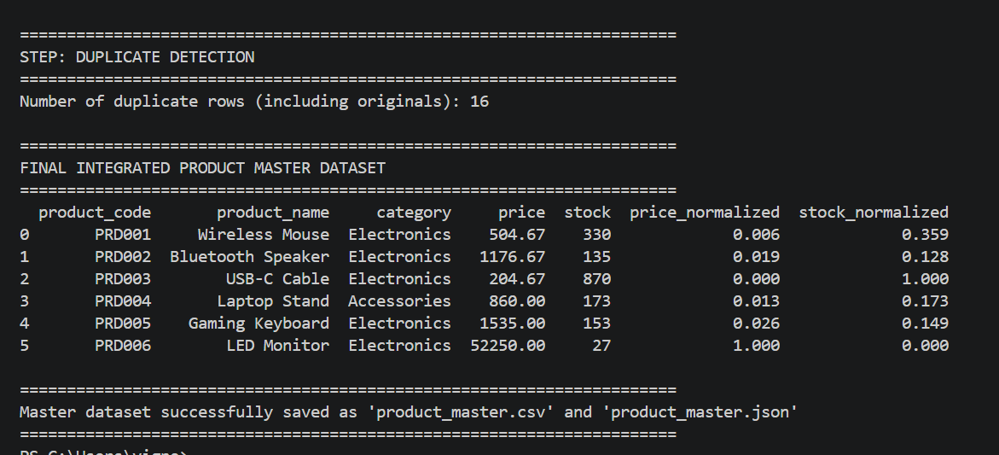 ======================================================================
STEP: DUPLICATE DETECTION
======================================================================
Number of duplicate rows (including originals): 16
======================================================================
FINAL INTEGRATED PRODUCT MASTER DATASET
======================================================================
  product_code       product_name     category     price  stock  price_normalized  stock_normalized
0       PRD001     Wireless Mouse  Electronics    504.67    330             0.006             0.359
1       PRD002  Bluetooth Speaker  Electronics   1176.67    135             0.019             0.128
2       PRD003        USB-C Cable  Electronics    204.67    870             0.000             1.000
3       PRD004       Laptop Stand  Accessories    860.00    173             0.013             0.173
4       PRD005    Gaming Keyboard  Electronics   1535.00    153             0.026             0.149
5       PRD006        LED Monitor  Electronics  52250.00     27             1.000             0.000
======================================================================
Master dataset successfully saved as 'product_master.csv' and 'product_master.json'
======================================================================